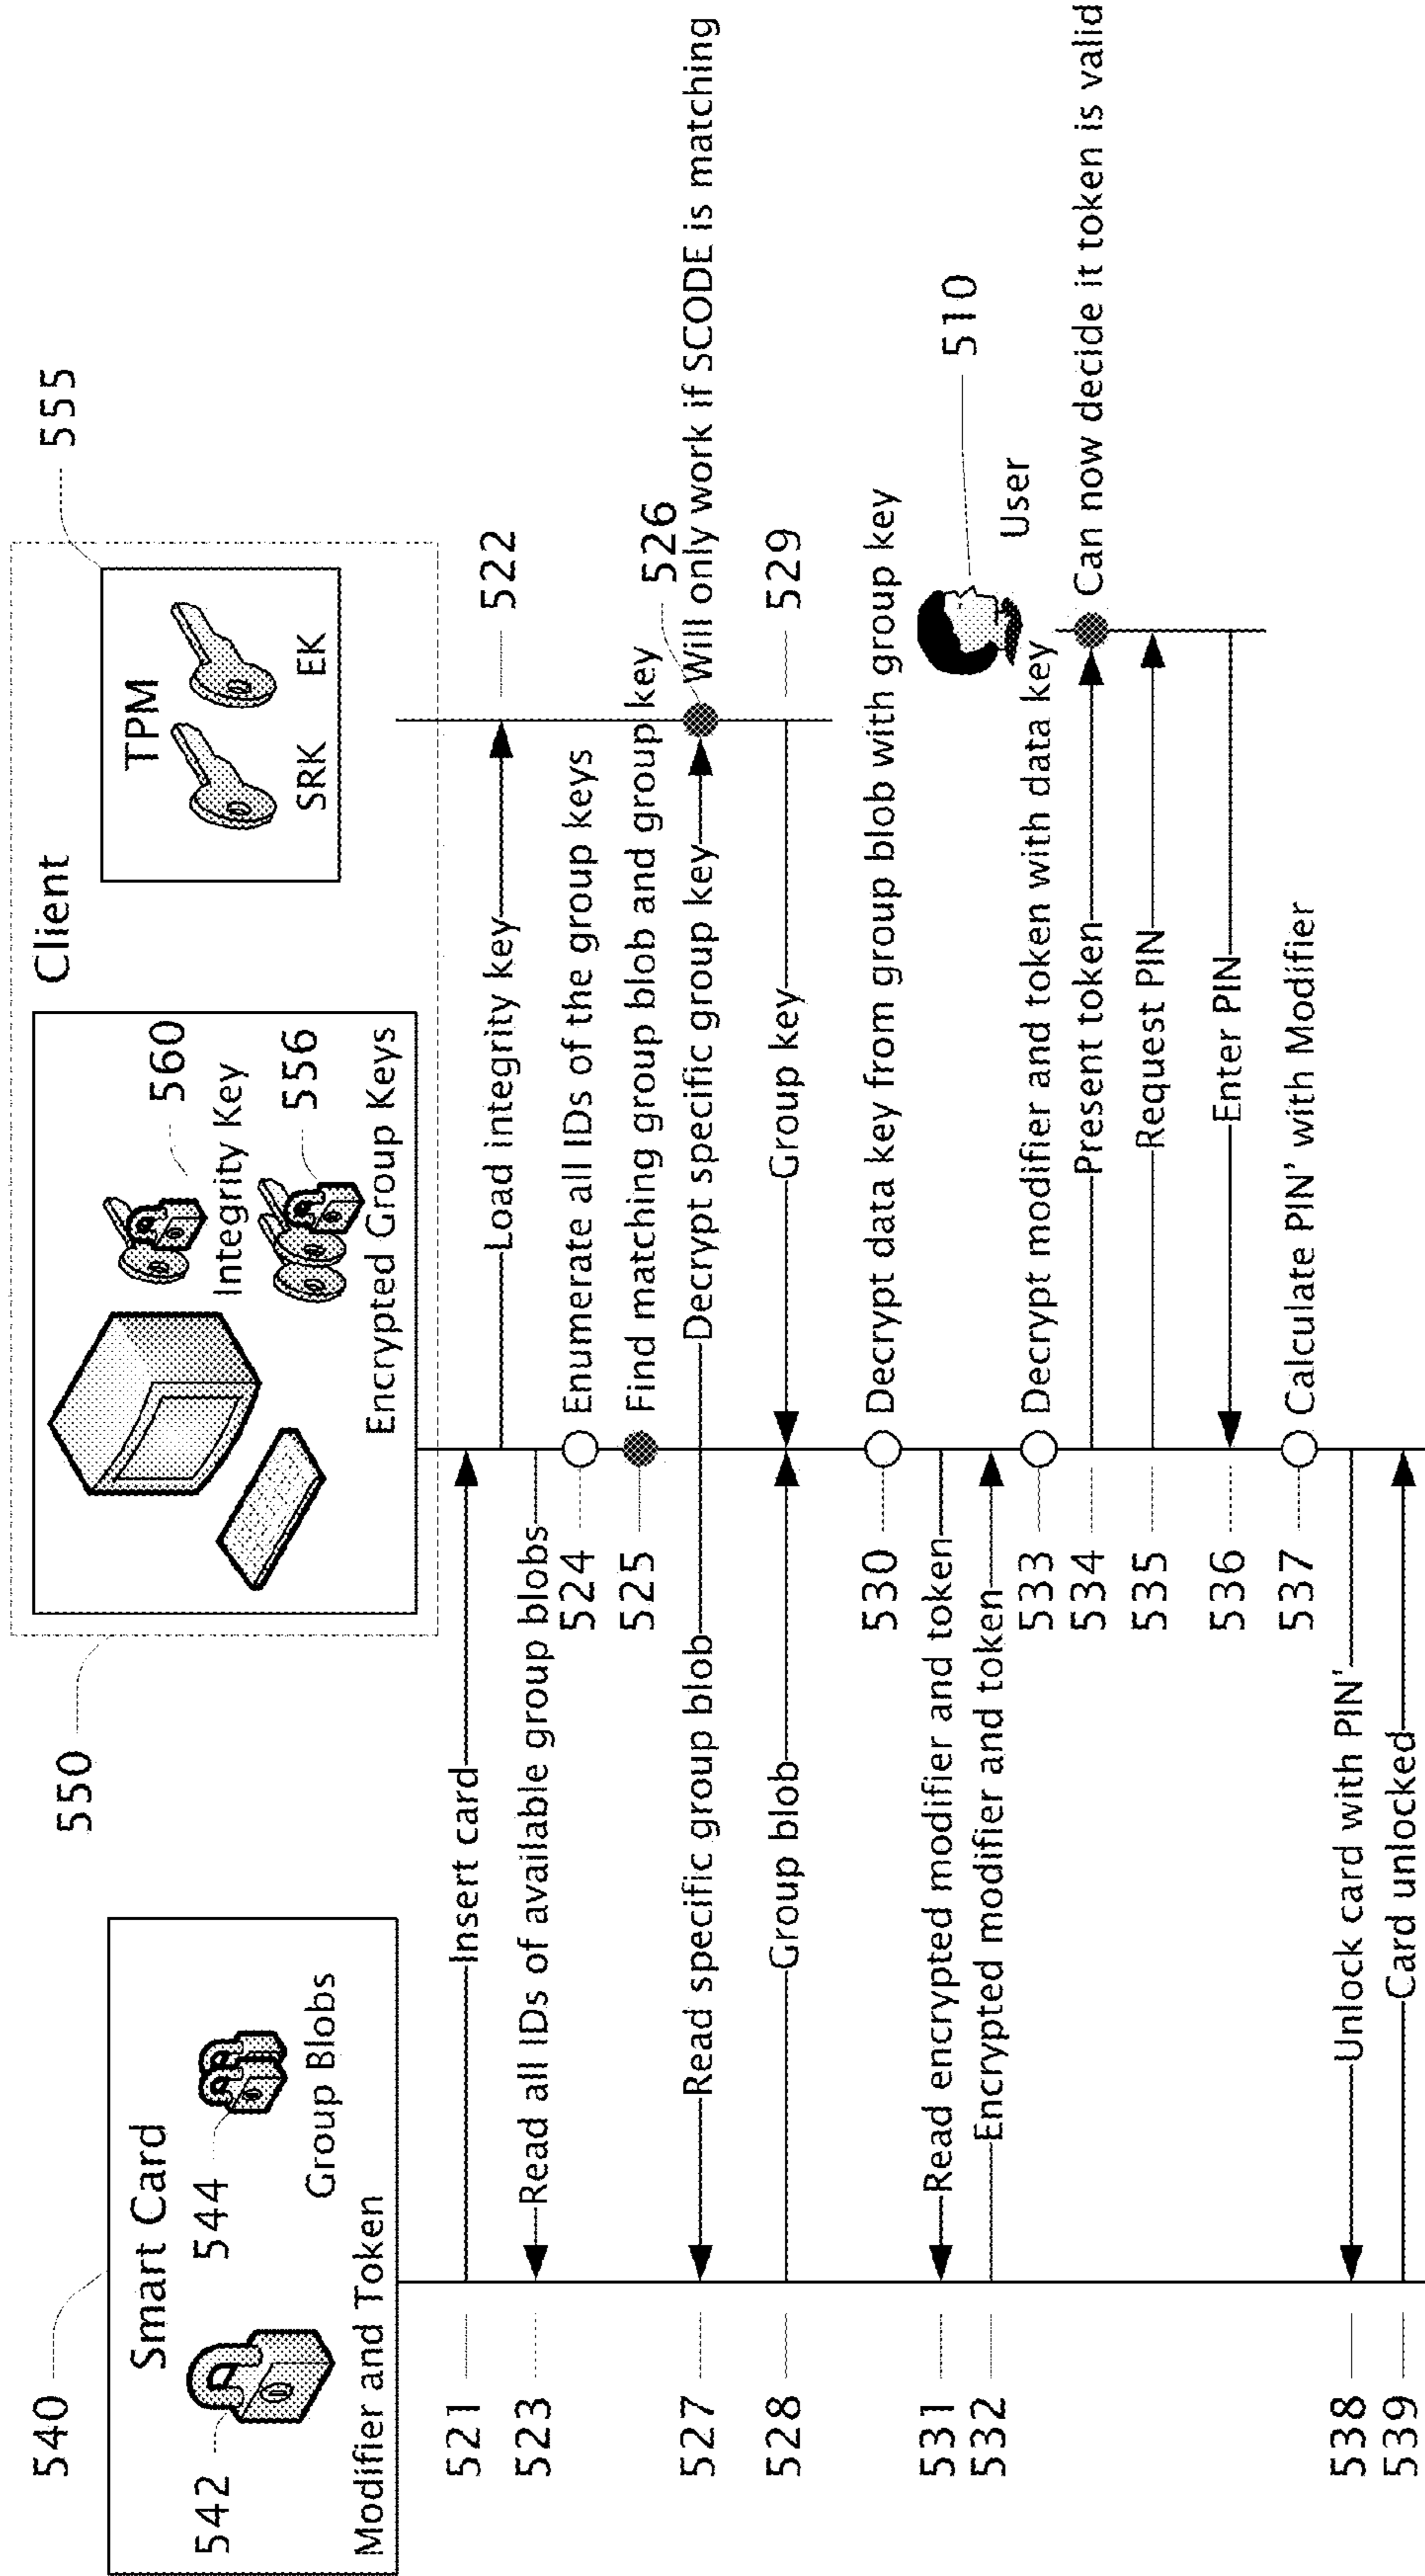 540
Smart Card
542
544
Group Blobs
Modifier and Token
550
Client
555
560
Integrity Key
556
Encrypted Group Keys
TPM
SRK
EK
521
Insert card
Load integrity key
522
523
Read all IDs of available group blobs
524
Enumerate all IDs of the group keys
525
Find matching group blob and group key
526
527
Read specific group blob
Decrypt specific group key
Will only work if SCODE is matching
528
Group blob
Group key
529
530
Decrypt data key from group blob with group key
531
Read encrypted modifier and token
532
Encrypted modifier and token
510
User
533
Decrypt modifier and token with data key
534
Present token
Can now decide it token is valid
535
Request PIN
536
Enter PIN
537
Calculate PIN' with Modifier
538
Unlock card with PIN'
539
Card unlocked